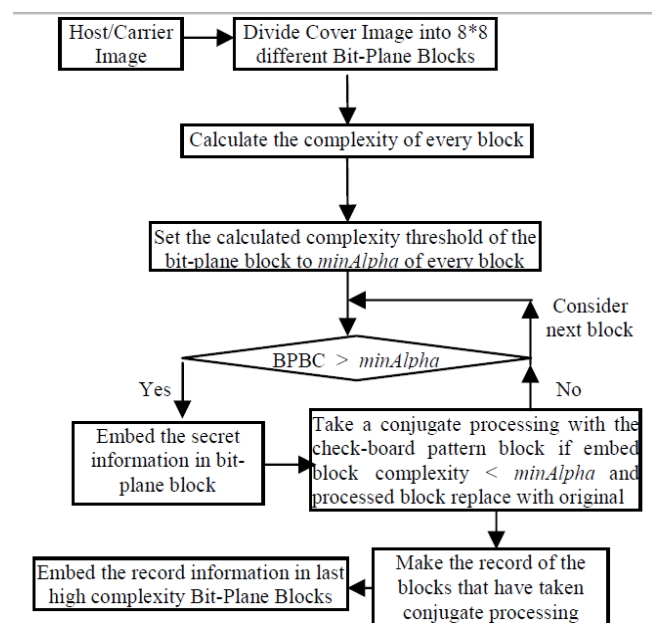 Host/Carrier
Image
Divide Cover Image into 8*8
different Bit-Plane Blocks
Calculate the complexity of every block
Set the calculated complexity threshold of the
bit-plane block to minAlpha of every block
Consider
next block
BPBC > minAlpha
Yes
No
Embed the secret
information in bit-
plane block
Take a conjugate processing with the
check-board pattern block if embed
block complexity < minAlpha and
processed block replace with original
Make the record of the
blocks that have taken
conjugate processing
Embed the record information in last
high complexity Bit-Plane Blocks